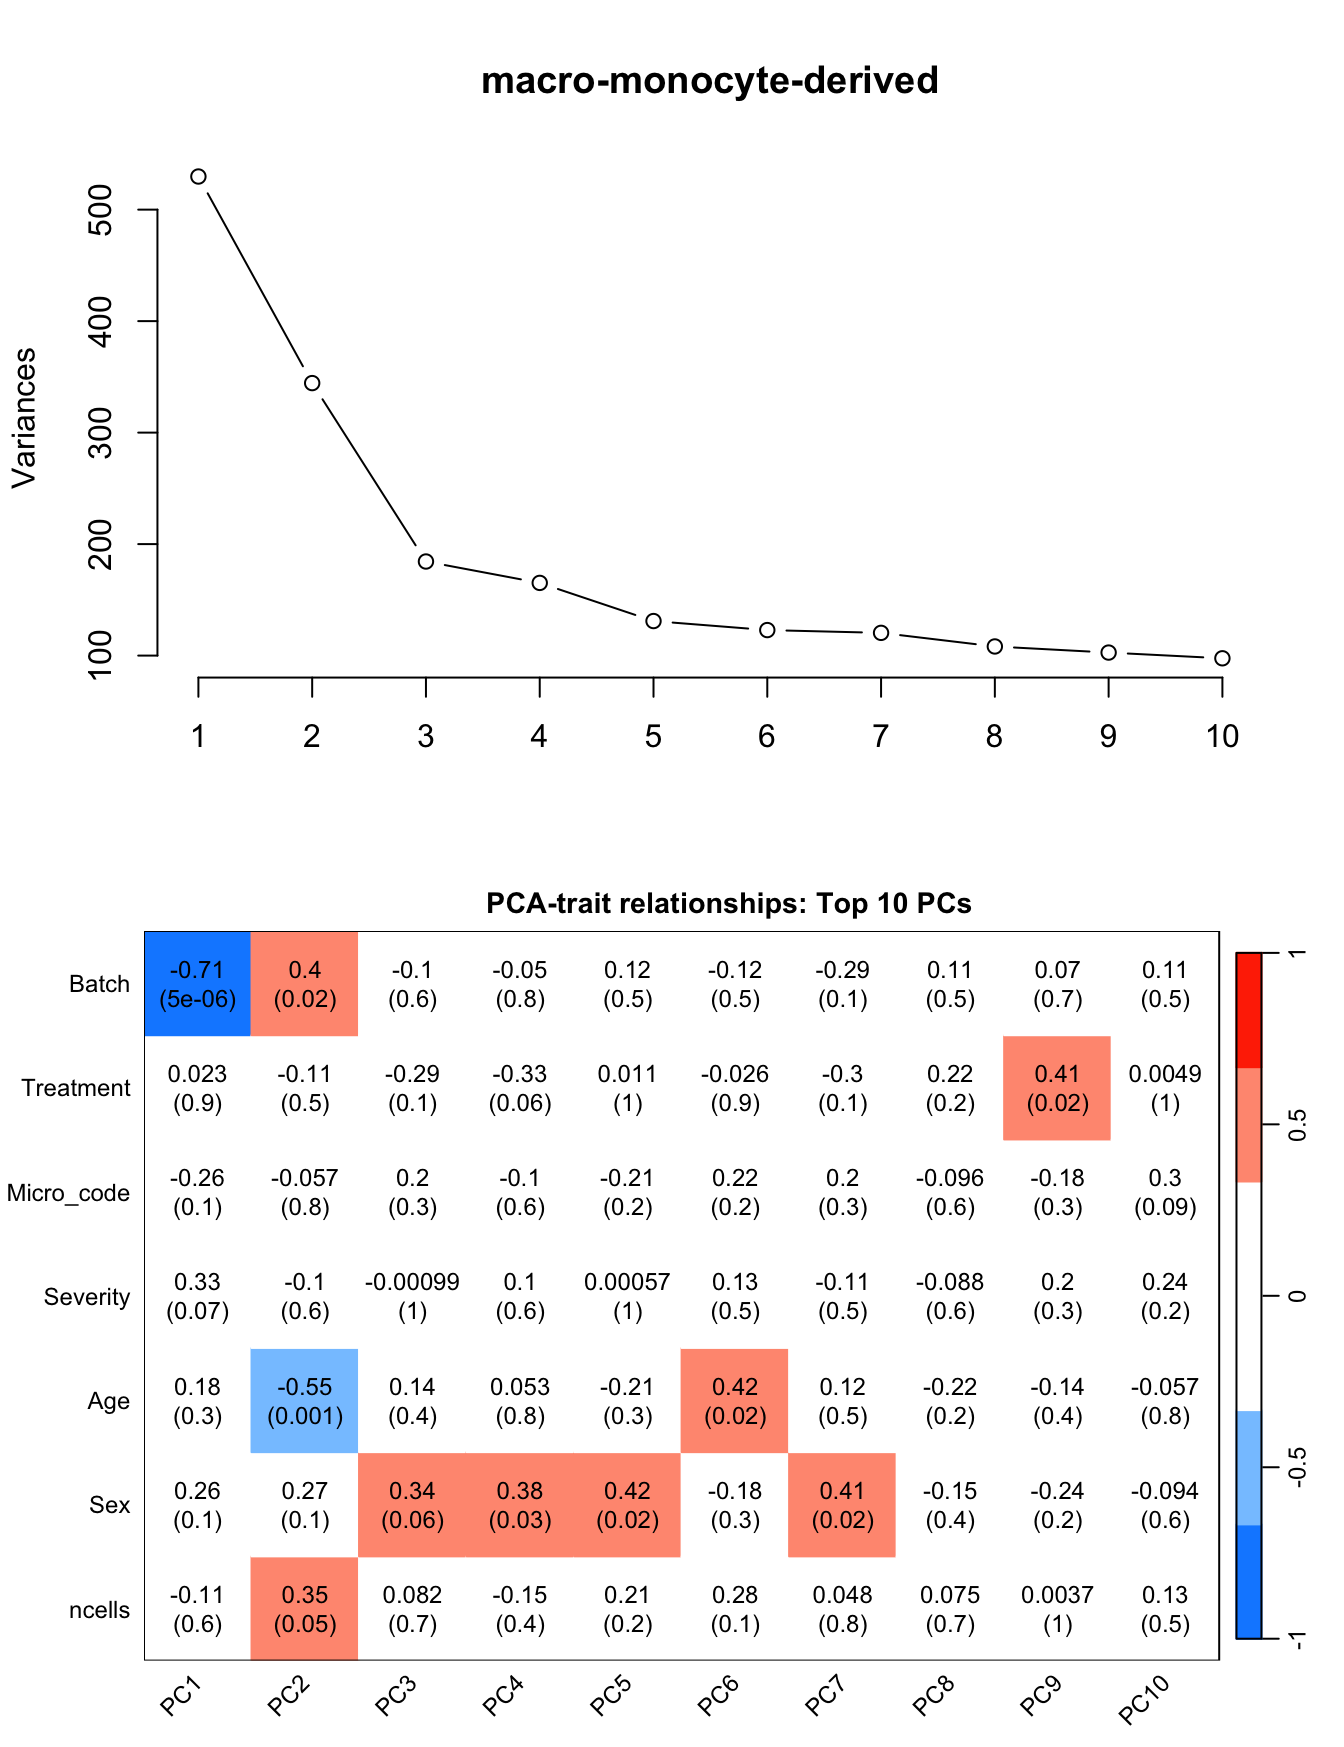 macro-monocyte-derived
Variances
500
400
300
200
100
1 2 3 4 5 6 7 8 9 10
PCA-trait relationships: Top 10 PCs
Batch -0.71 0.4 -0.1 -0.05 0.12 -0.12 -0.29 0.11 0.07 0.11
(5e-06) (0.02) (0.6) (0.8) (0.5) (0.5) (0.1) (0.5) (0.7) (0.5)
Treatment 0.023 -0.11 -0.29 -0.33 0.011 -0.026 -0.3 0.22 0.41 0.0049
(0.9) (0.5) (0.1) (0.06) (1) (0.9) (0.1) (0.2) (0.02) (1)
Micro_code -0.26 -0.057 0.2 -0.1 -0.21 0.22 0.2 -0.096 -0.18 0.3
(0.1) (0.8) (0.3) (0.6) (0.2) (0.2) (0.3) (0.6) (0.3) (0.09)
Severity 0.33 -0.1 -0.00099 0.1 0.00057 0.13 -0.11 -0.088 0.2 0.24
(0.07) (0.6) (1) (0.6) (1) (0.5) (0.5) (0.6) (0.3) (0.2)
Age 0.18 -0.55 0.14 0.053 -0.21 0.42 0.12 -0.22 -0.14 -0.057
(0.3) (0.001) (0.4) (0.8) (0.3) (0.02) (0.5) (0.2) (0.4) (0.8)
Sex 0.26 0.27 0.34 0.38 0.42 -0.18 0.41 -0.15 -0.24 -0.094
(0.1) (0.1) (0.06) (0.03) (0.02) (0.3) (0.02) (0.4) (0.2) (0.6)
ncells -0.11 0.35 0.082 -0.15 0.21 0.28 0.048 0.075 0.0037 0.13
(0.6) (0.05) (0.7) (0.4) (0.2) (0.1) (0.8) (0.7) (1) (0.5)
PC1 PC2 PC3 PC4 PC5 PC6 PC7 PC8 PC9 PC10
1
0.5
0
-0.5
-1